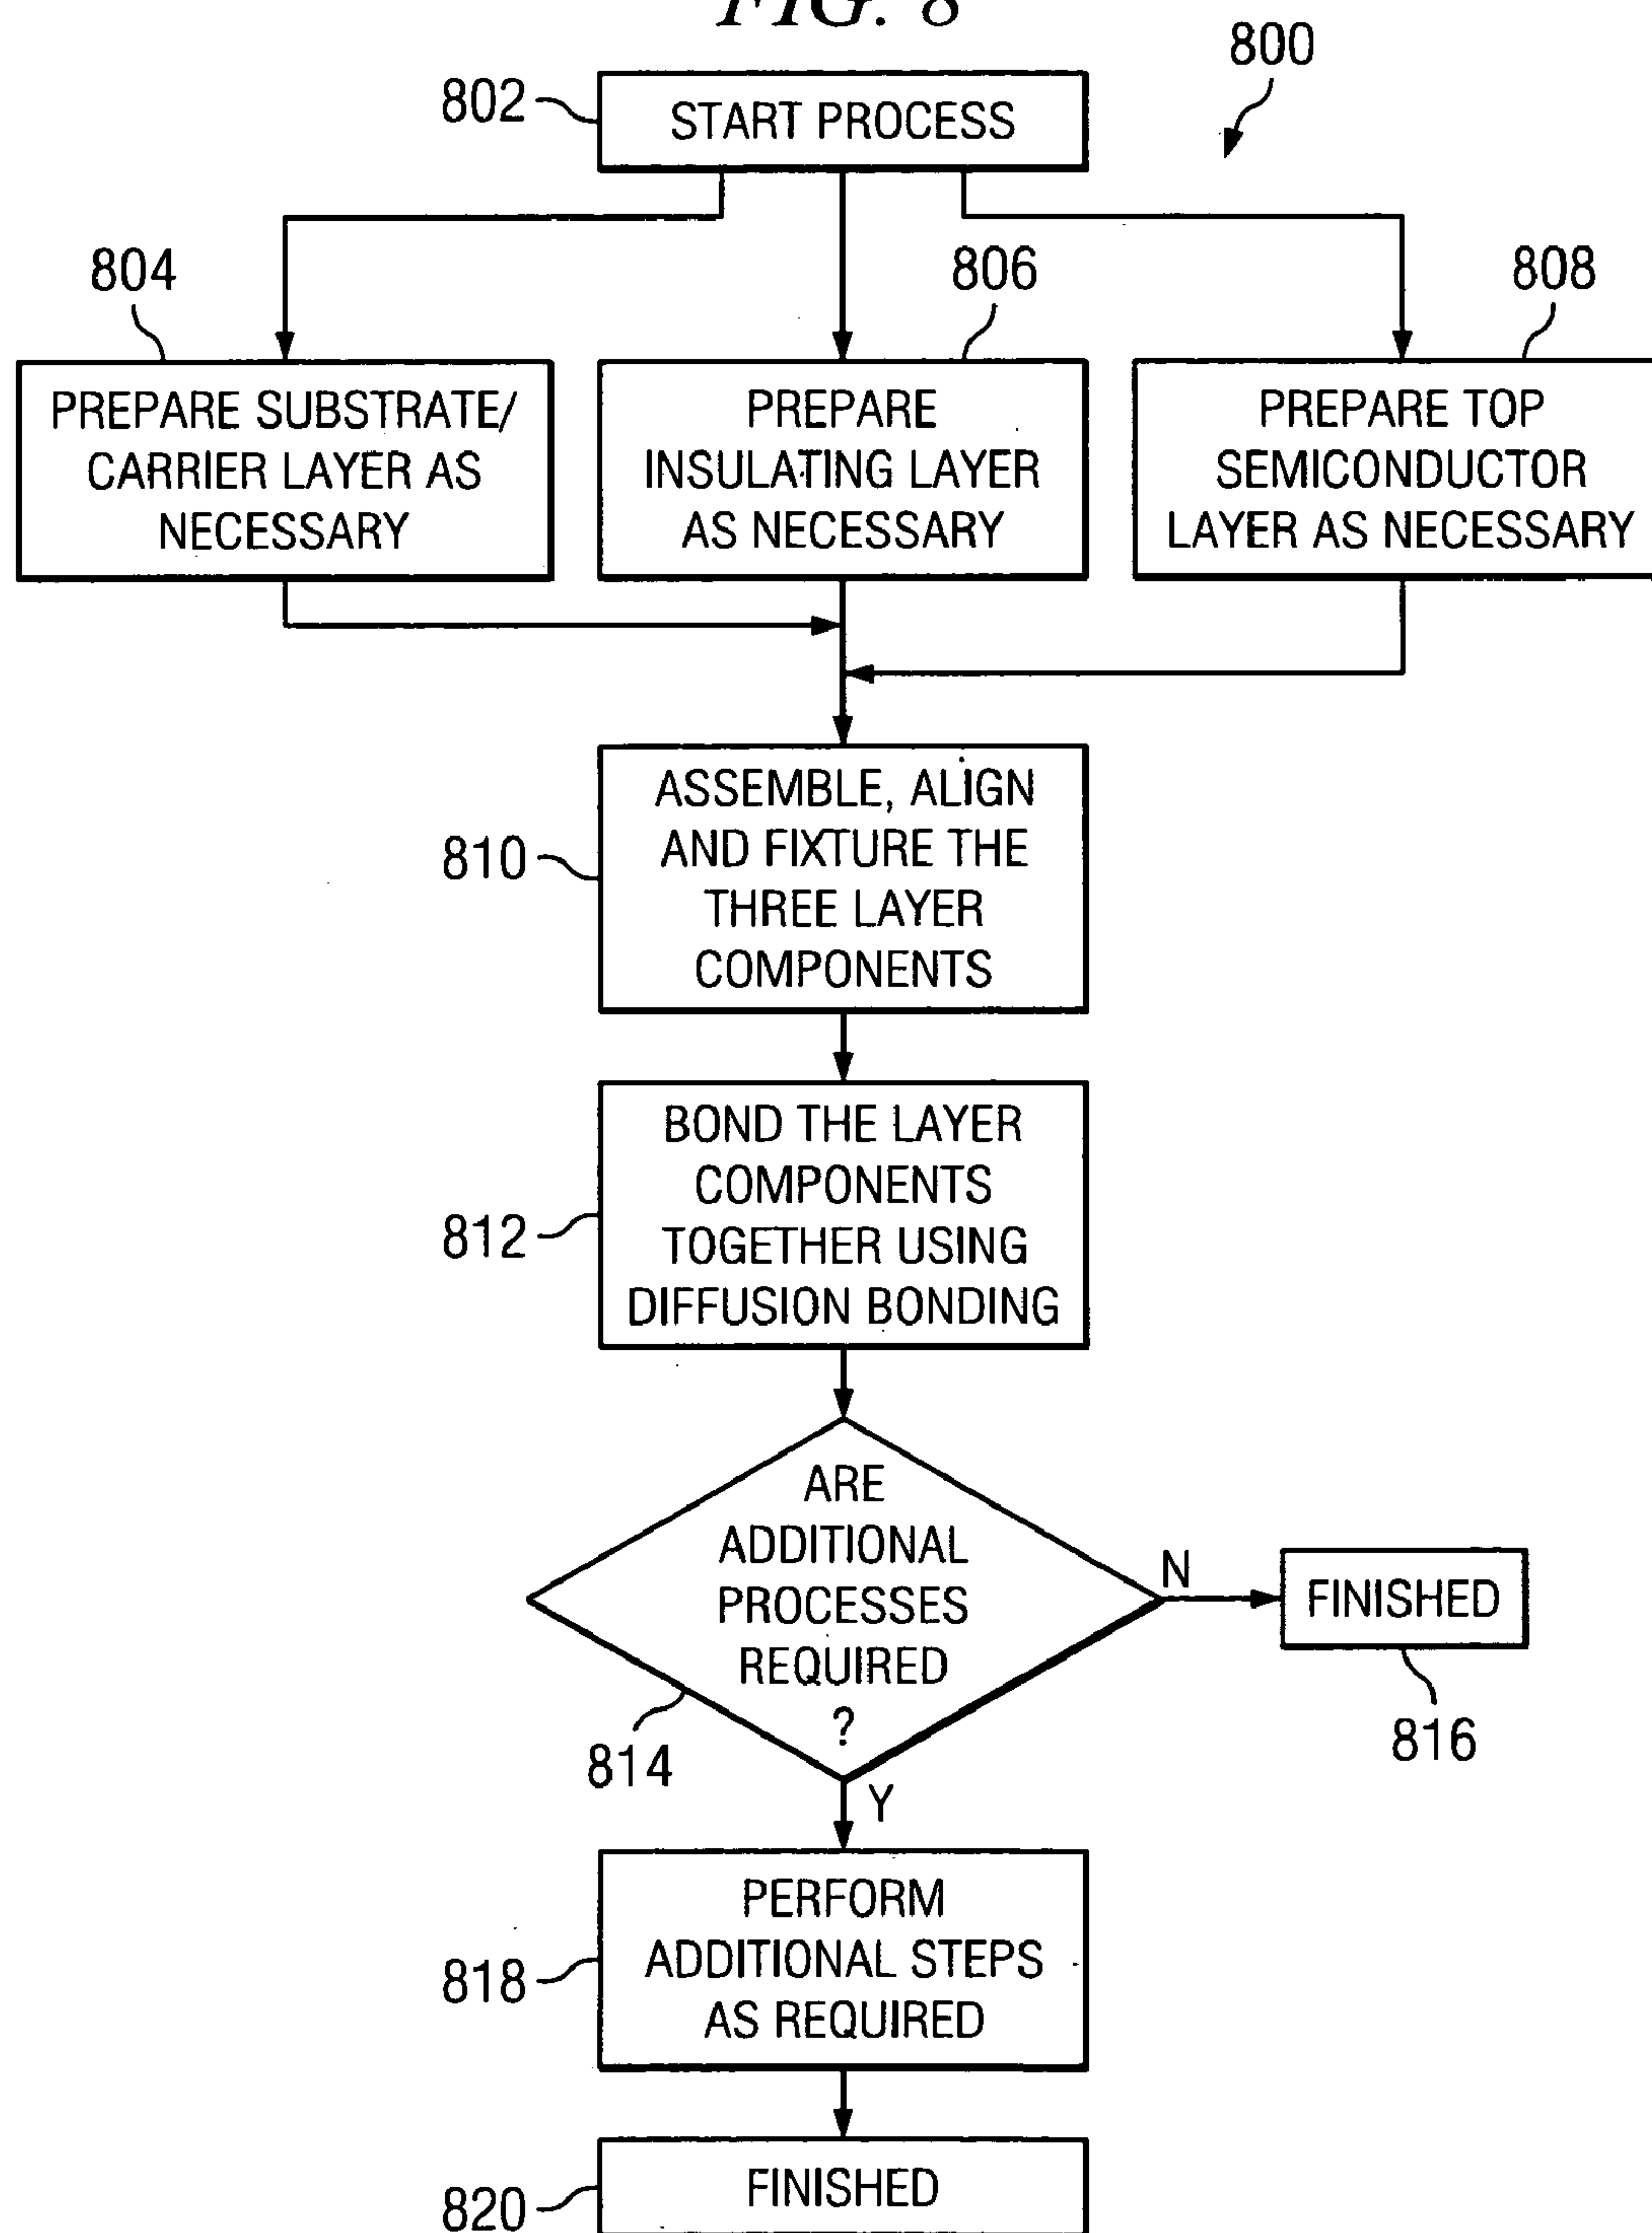 FIG. 8
800
802
START PROCESS
804
806
808
PREPARE SUBSTRATE/
CARRIER LAYER AS
NECESSARY
PREPARE
INSULATING LAYER
AS NECESSARY
PREPARE TOP
SEMICONDUCTOR
LAYER AS NECESSARY
810
ASSEMBLE, ALIGN
AND FIXTURE THE
THREE LAYER
COMPONENTS
812
BOND THE LAYER
COMPONENTS
TOGETHER USING
DIFFUSION BONDING
ARE
ADDITIONAL
PROCESSES
REQUIRED
?
814
N
FINISHED
816
Y
818
PERFORM
ADDITIONAL STEPS
AS REQUIRED
820
FINISHED